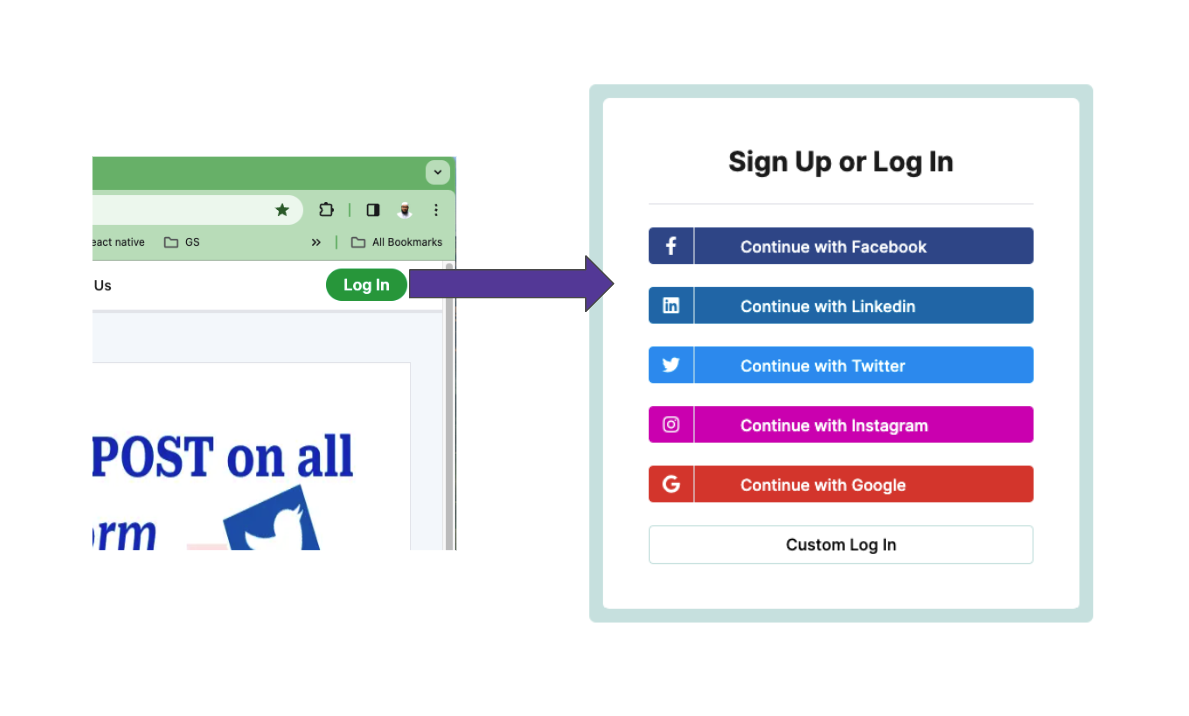 eact native
GS
All Bookmarks
Us
Log In
POST on all
orm
Sign Up or Log In
Continue with Facebook
Continue with Linkedin
Continue with Twitter
Continue with Instagram
Continue with Google
Custom Log In